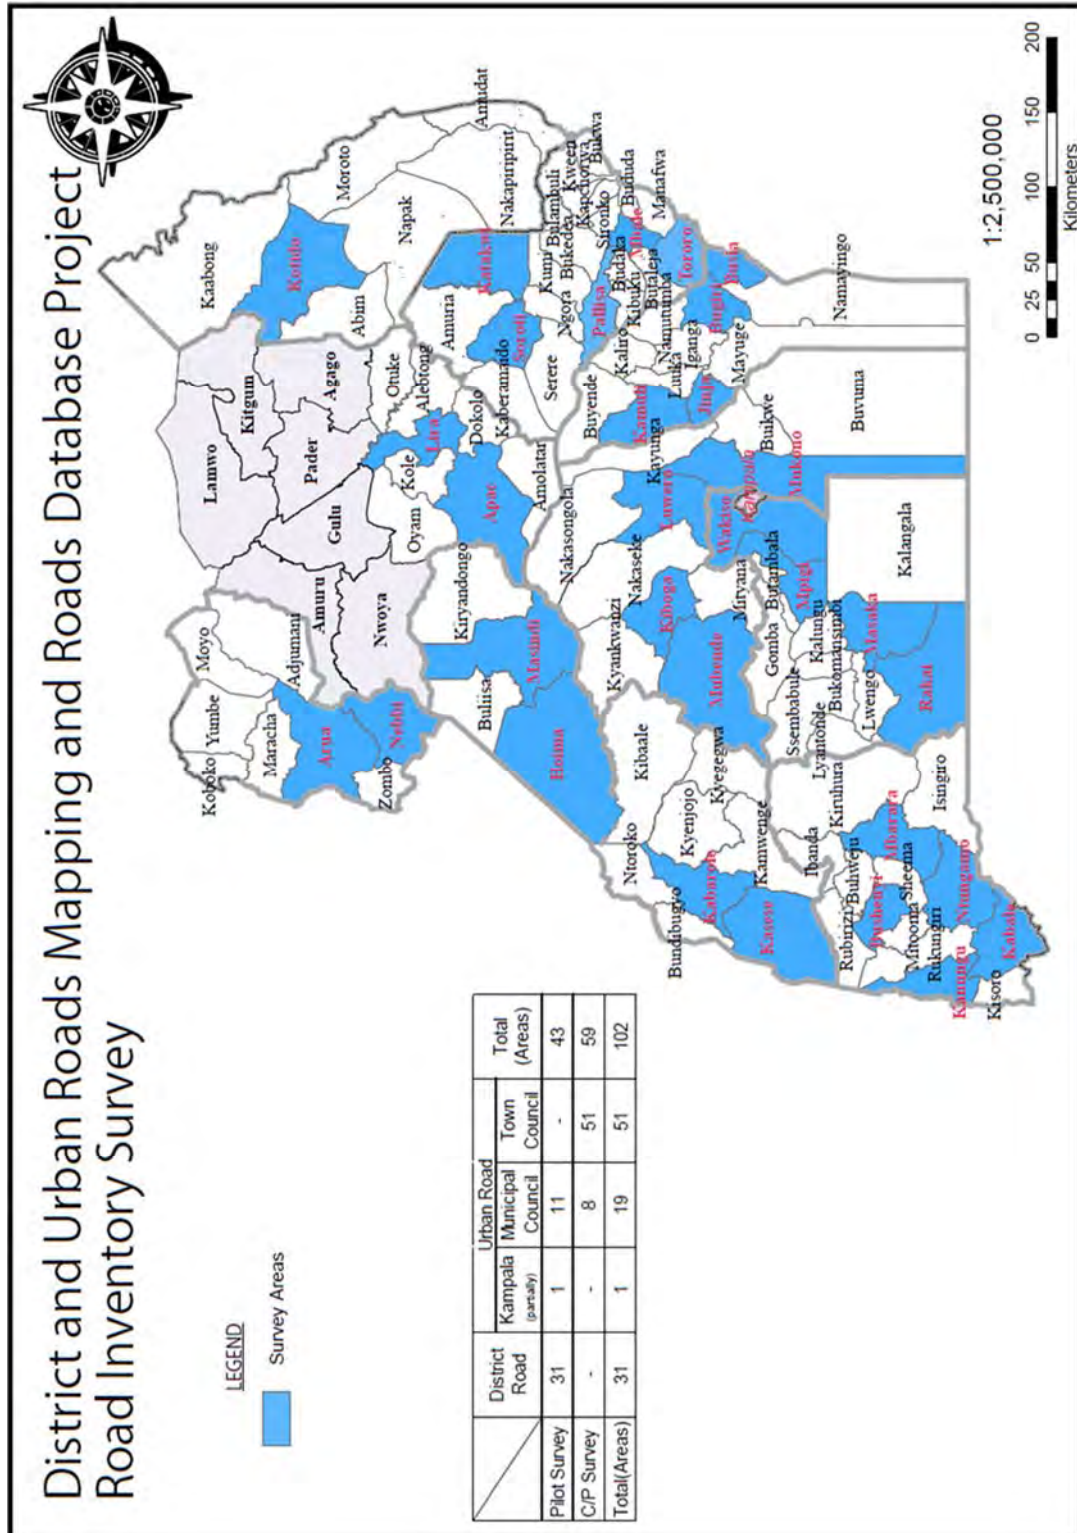 District and Urban Roads Mapping and Roads Database Project
Road Inventory Survey
LEGEND
Survey Areas
District Road
Urban Road
Total (Areas)
Kampala (partially)
Municipal Council
Town Council
Pilot Survey 31 1 11 - 43
C/P Survey - - 8 51 59
Total(Areas) 31 1 19 51 102
Koboko
Yumbe
Moyo
Maracha
Adjumani
Arua
Zombo
Nebbi
Lamwo
Kitgum
Amuru
Gulu
Pader
Agago
Nwoya
Kaabong
Kotido
Moroto
Abim
Napak
Amudat
Nakapiripirit
Otuke
Alebtong
Lira
Kole
Oyam
Apac
Dokolo
Kaberamaido
Amolatar
Amuria
Katakwi
Soroti
Serere
Ngora
Kumi
Bukedea
Bulambuli
Kween
Kapchorwa
Bukwa
Sironko
Bududa
Manafwa
Mbale
Budaka
Pallisa
Kibuku
Butaleja
Tororo
Busia
Bugiri
Namutumba
Kaliro
Iganga
Luuka
Mayuge
Namayingo
Buyende
Kamuli
Jinja
Kayunga
Buikwe
Buvuma
Mukono
Kampala
Wakiso
Luwero
Nakasongola
Nakaseke
Kiryandongo
Masindi
Buliisa
Hoima
Kyankwanzi
Kiboga
Mityana
Mubende
Butambala
Mpigi
Gomba
Kalungu
Bukomansimbi
Ssembabule
Masaka
Kalangala
Lwengo
Lyantonde
Rakai
Kibaale
Kyegegwa
Kyenjojo
Ntoroko
Bundibugyo
Kabarole
Kamwenge
Kasese
Kiruhura
Ibanda
Isingiro
Mbarara
Buhweju
Rubirizi
Bushenyi
Sheema
Mitooma
Rukungiri
Ntungamo
Kanungu
Kabale
Kisoro
1:2,500,000
0 25 50 100 150 200
Kilometers